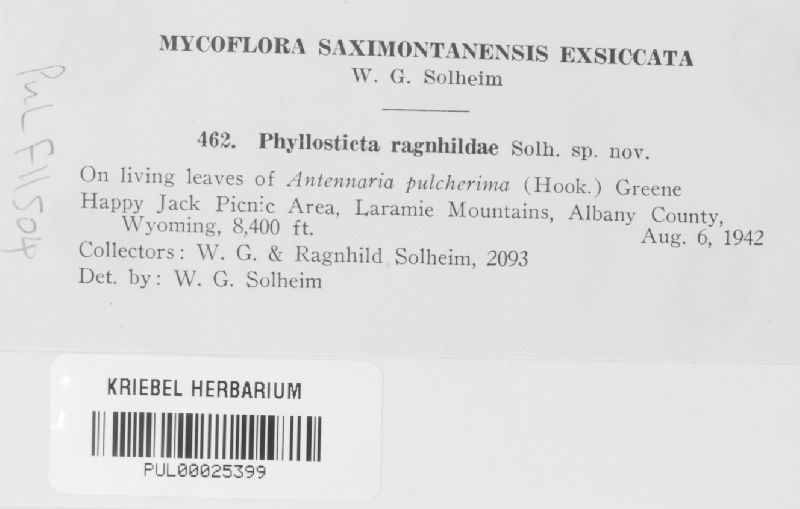 MYCOFLORA SAXIMONTANENSIS EXSICCATA
W. G. Solheim
462. Phyllosticta ragnhildae Solh. sp. nov.
On living leaves of Antennaria pulcherima (Hook.) Greene
Happy Jack Picnic Area, Laramie Mountains, Albany County,
Wyoming, 8,400 ft. Aug. 6, 1942
Collectors: W. G. & Ragnhild Solheim, 2093
Det. by: W. G. Solheim
PUL F11504
KRIEBEL HERBARIUM
PUL00025399